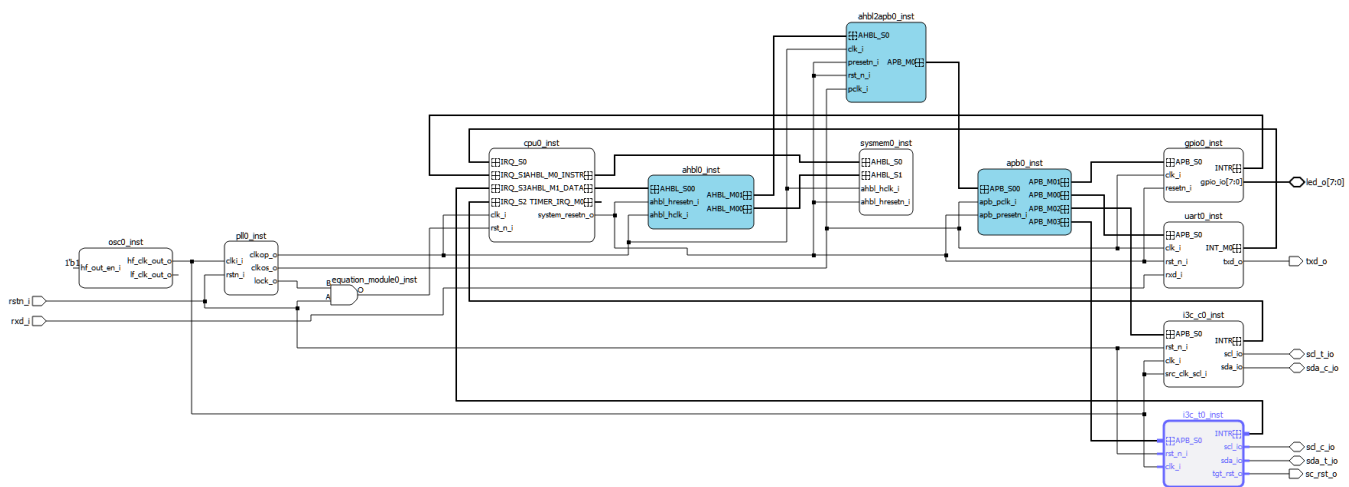 ahbl2apb0_inst
AHBL_S0
clk_i
presetn_i
APB_M0
rst_n_i
pclk_i
cpu0_inst
IRQ_S0
IRQ_S1 AHBL_M0_INSTR
IRQ_S3 AHBL_M1_DATA
IRQ_S2 TIMER_IRQ_M0
clk_i
system_resetn_o
rst_n_i
ahbl0_inst
AHBL_S00
AHBL_M01
ahbl_hresetn_i
AHBL_M00
ahbl_hclk_i
sysmem0_inst
AHBL_S0
AHBL_S1
ahbl_hclk_i
ahbl_hresetn_i
apb0_inst
APB_M01
APB_S00
APB_M00
apb_pclk_i
APB_M02
apb_presetn_i
APB_M03
gpio0_inst
APB_S0
INTR
clk_i
gpio_io[7:0]
resetn_i
led_o[7:0]
uart0_inst
APB_S0
INT_M0
clk_i
txd_o
rst_n_i
rxd_i
txd_o
osc0_inst
1'b1
hf_out_en_i
hf_clk_out_o
lf_clk_out_o
pll0_inst
clkop_o
clki_i
clkos_o
rstn_i
lock_o
equation_module0_inst
B
A
O
rstn_i
rxd_i
i3c_c0_inst
APB_S0
INTR
rst_n_i
scl_io
clk_i
sda_io
src_clk_scl_i
scl_t_io
sda_c_io
i3c_t0_inst
APB_S0
INTR
scl_io
rst_n_i
sda_io
clk_i
tgt_rst_o
scl_c_io
sda_t_io
sc_rst_o